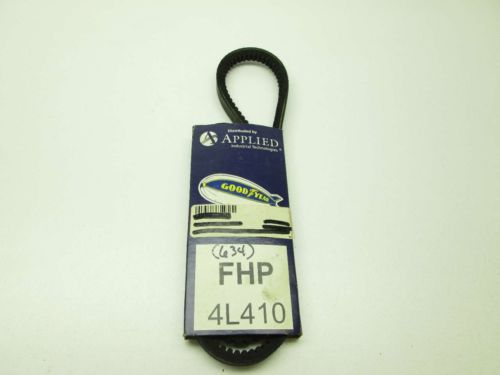 Distributed by
APPLIED
Industrial Technologies
GOODYEAR
(634)
FHP
4L410